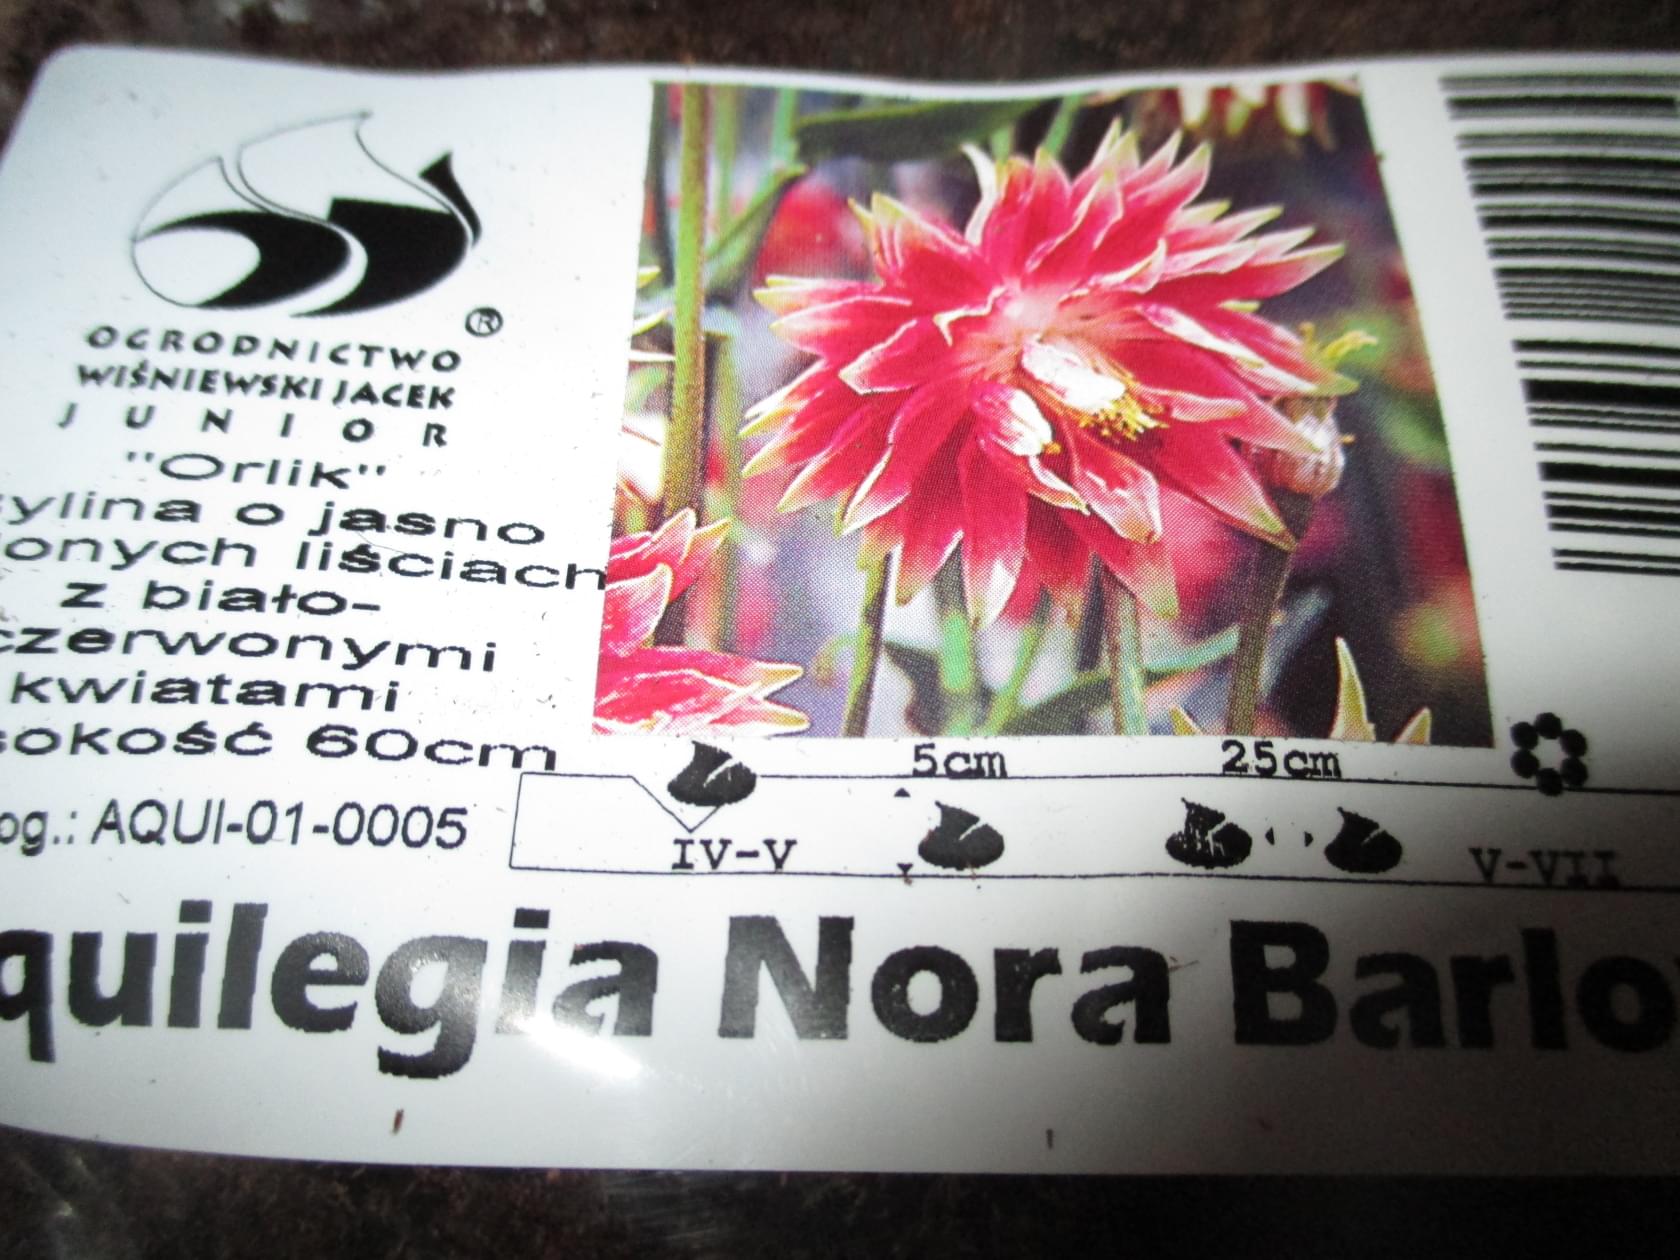 ®
OGRODNICTWO
WIŚNIEWSKI JACEK
JUNIOR
"Orlik"
ylina o jasno
lonych liściach
z biało-
czerwonymi
kwiatami
sokość 60cm
og.: AQUI-01-0005
5cm 25cm
IV-V V-VII
quilegia Nora Barlo